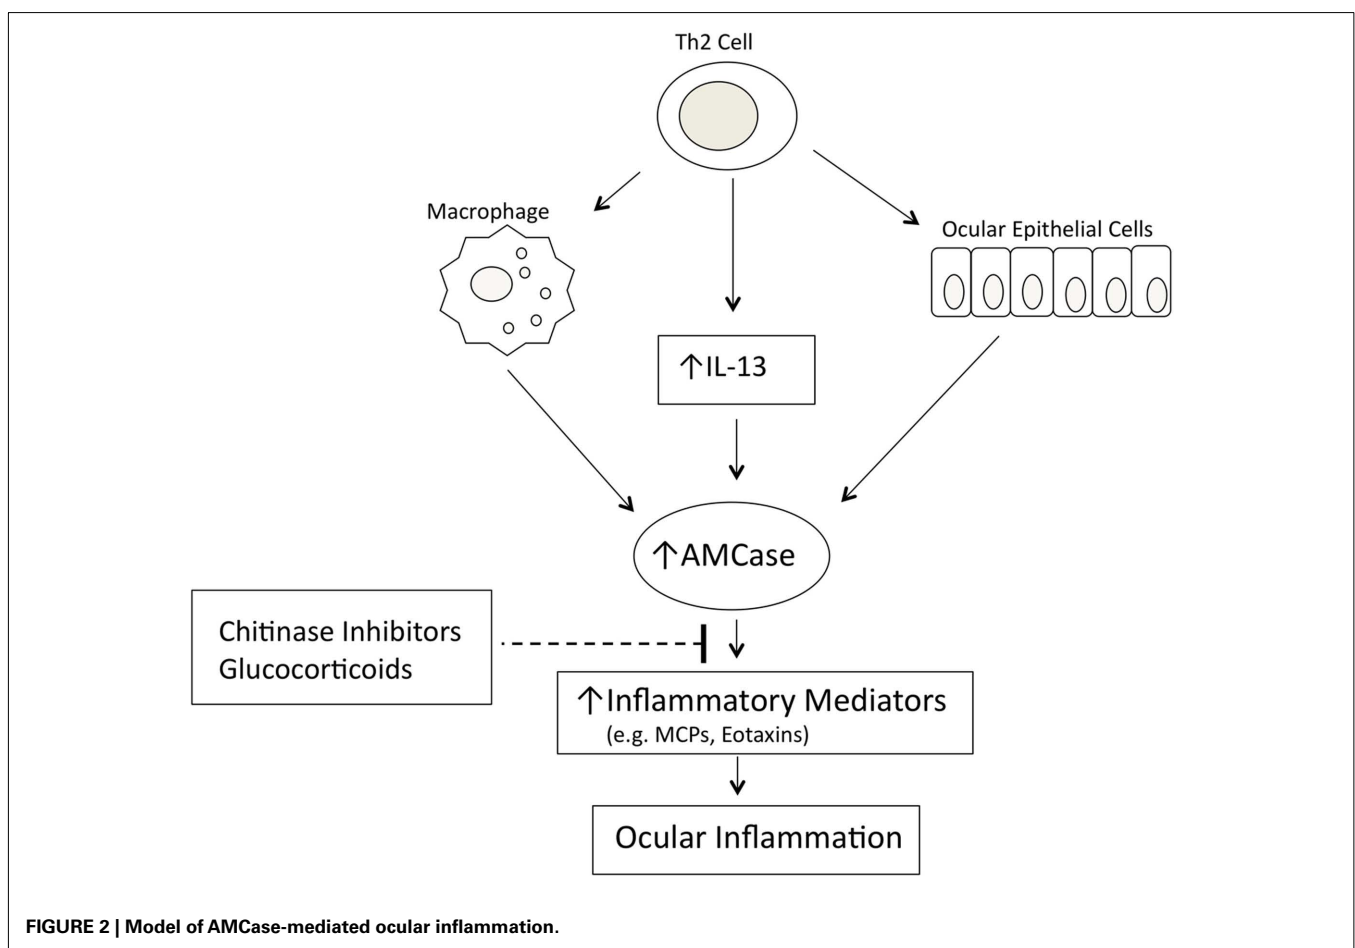 Th2 Cell
Macrophage
Ocular Epithelial Cells
↑IL-13
↑AMCase
Chitinase Inhibitors
Glucocorticoids
↑Inflammatory Mediators
(e.g. MCPs, Eotaxins)
Ocular Inflammation
FIGURE 2 | Model of AMCase-mediated ocular inflammation.